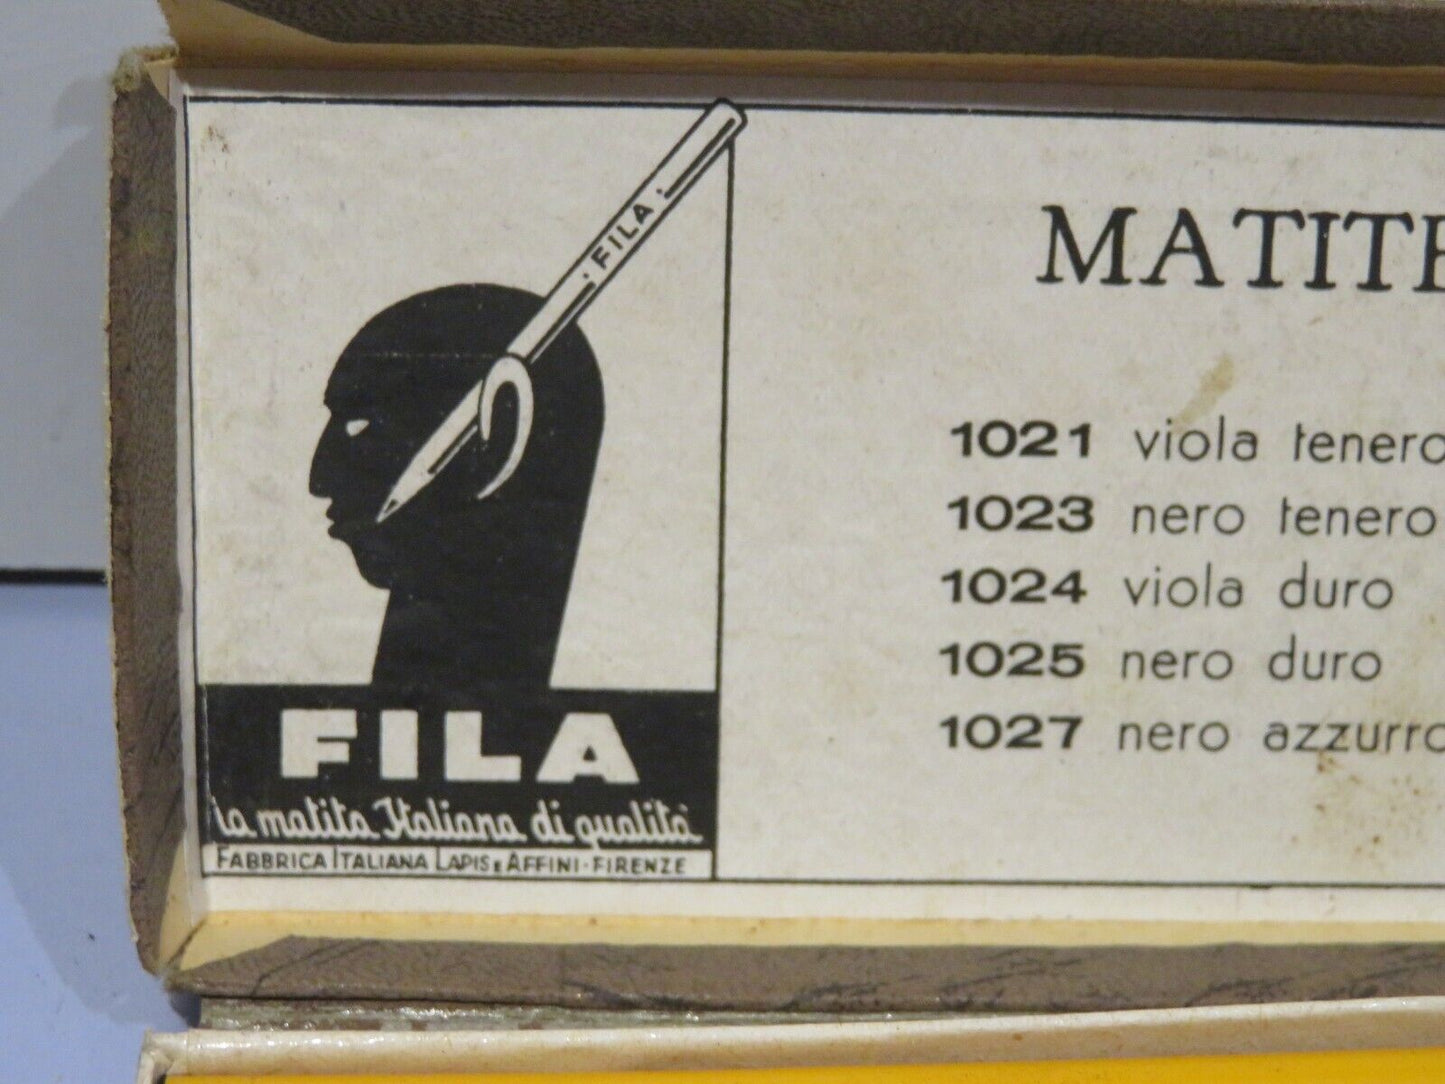 FILA
MATITE
1021 viola tenero
1023 nero tenero
1024 viola duro
1025 nero duro
1027 nero azzurro
FILA
la matita Italiana di qualità
FABBRICA ITALIANA LAPIS E AFFINI - FIRENZE